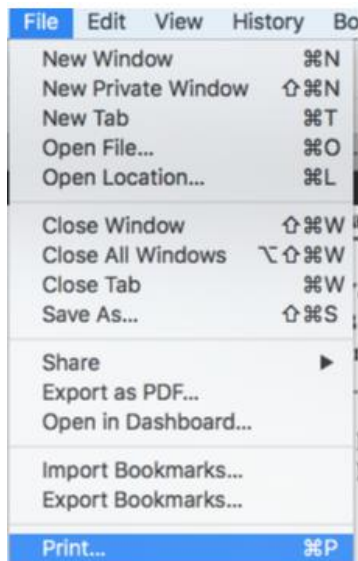 File Edit View History Bo
New Window ⌘N
New Private Window ⇧⌘N
New Tab ⌘T
Open File... ⌘O
Open Location... ⌘L
Close Window ⇧⌘W
Close All Windows ⌥⇧⌘W
Close Tab ⌘W
Save As... ⇧⌘S
Share ▶
Export as PDF...
Open in Dashboard...
Import Bookmarks...
Export Bookmarks...
Print... ⌘P